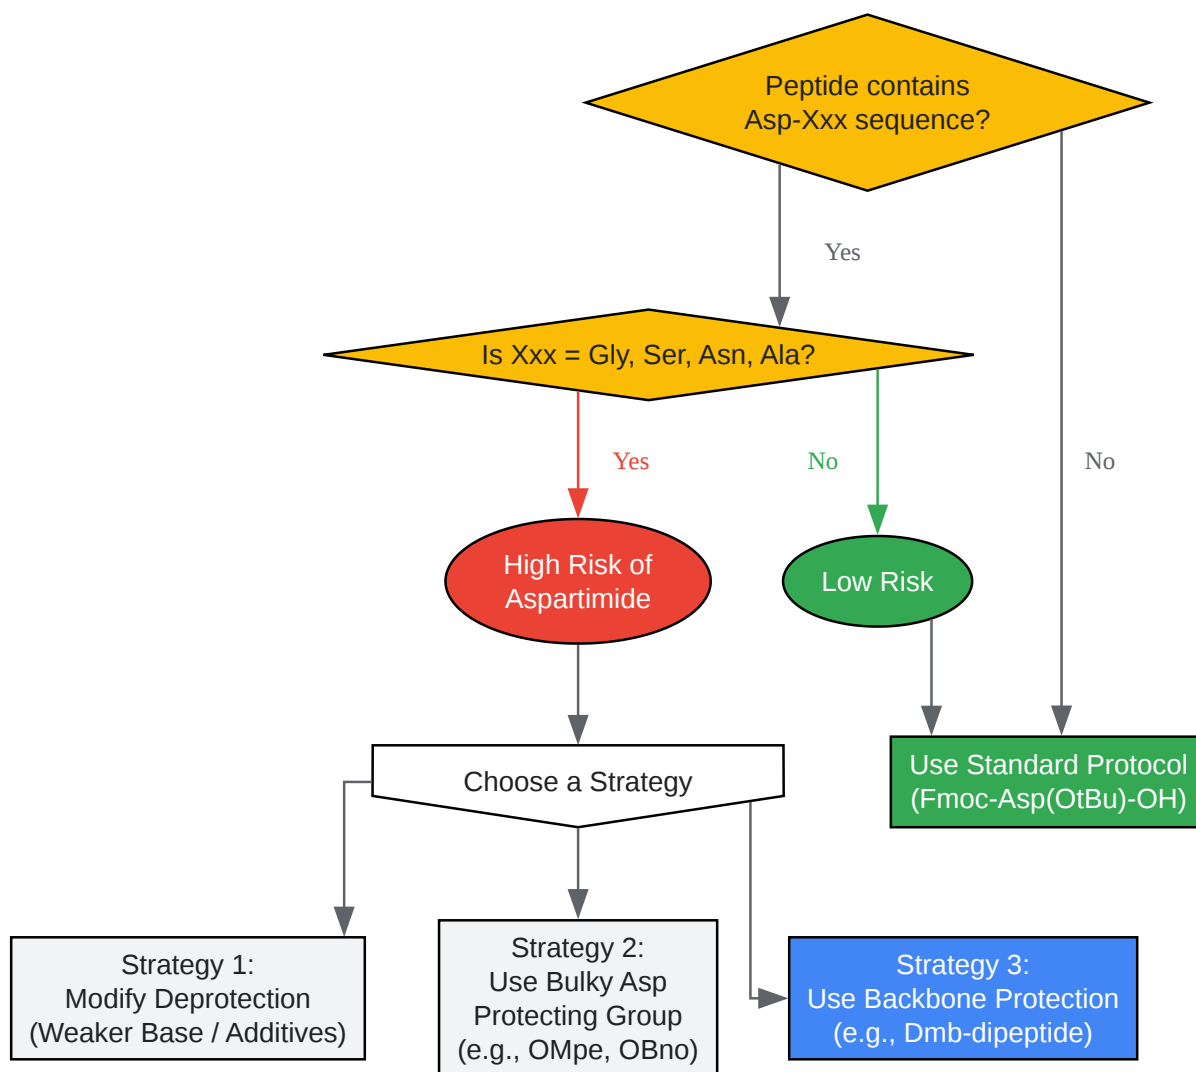 Peptide contains
Asp-Xxx sequence?
Yes
Is Xxx = Gly, Ser, Asn, Ala?
Yes
No
No
High Risk of
Aspartimide
Low Risk
Choose a Strategy
Use Standard Protocol
(Fmoc-Asp(OtBu)-OH)
Strategy 1:
Modify Deprotection
(Weaker Base / Additives)
Strategy 2:
Use Bulky Asp
Protecting Group
(e.g., OMpe, OBno)
Strategy 3:
Use Backbone Protection
(e.g., Dmb-dipeptide)